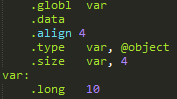 .globl var
.data
.align 4
.type var, @object
.size var, 4
var:
.long 10